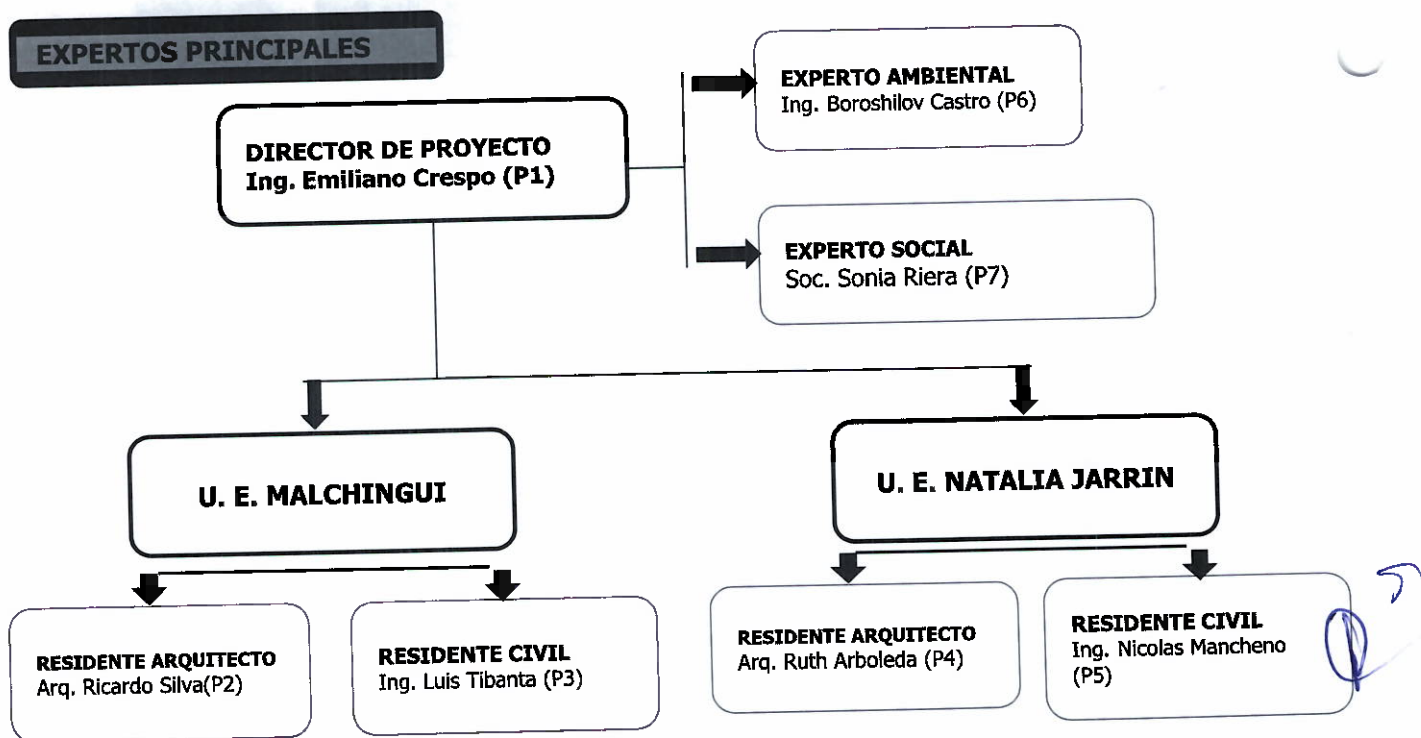 EXPERTOS PRINCIPALES
EXPERTO AMBIENTAL
Ing. Boroshilov Castro (P6)
DIRECTOR DE PROYECTO
Ing. Emiliano Crespo (P1)
EXPERTO SOCIAL
Soc. Sonia Riera (P7)
U. E. MALCHINGUI
U. E. NATALIA JARRIN
RESIDENTE ARQUITECTO
Arq. Ricardo Silva(P2)
RESIDENTE CIVIL
Ing. Luis Tibanta (P3)
RESIDENTE ARQUITECTO
Arq. Ruth Arboleda (P4)
RESIDENTE CIVIL
Ing. Nicolas Mancheno
(P5)